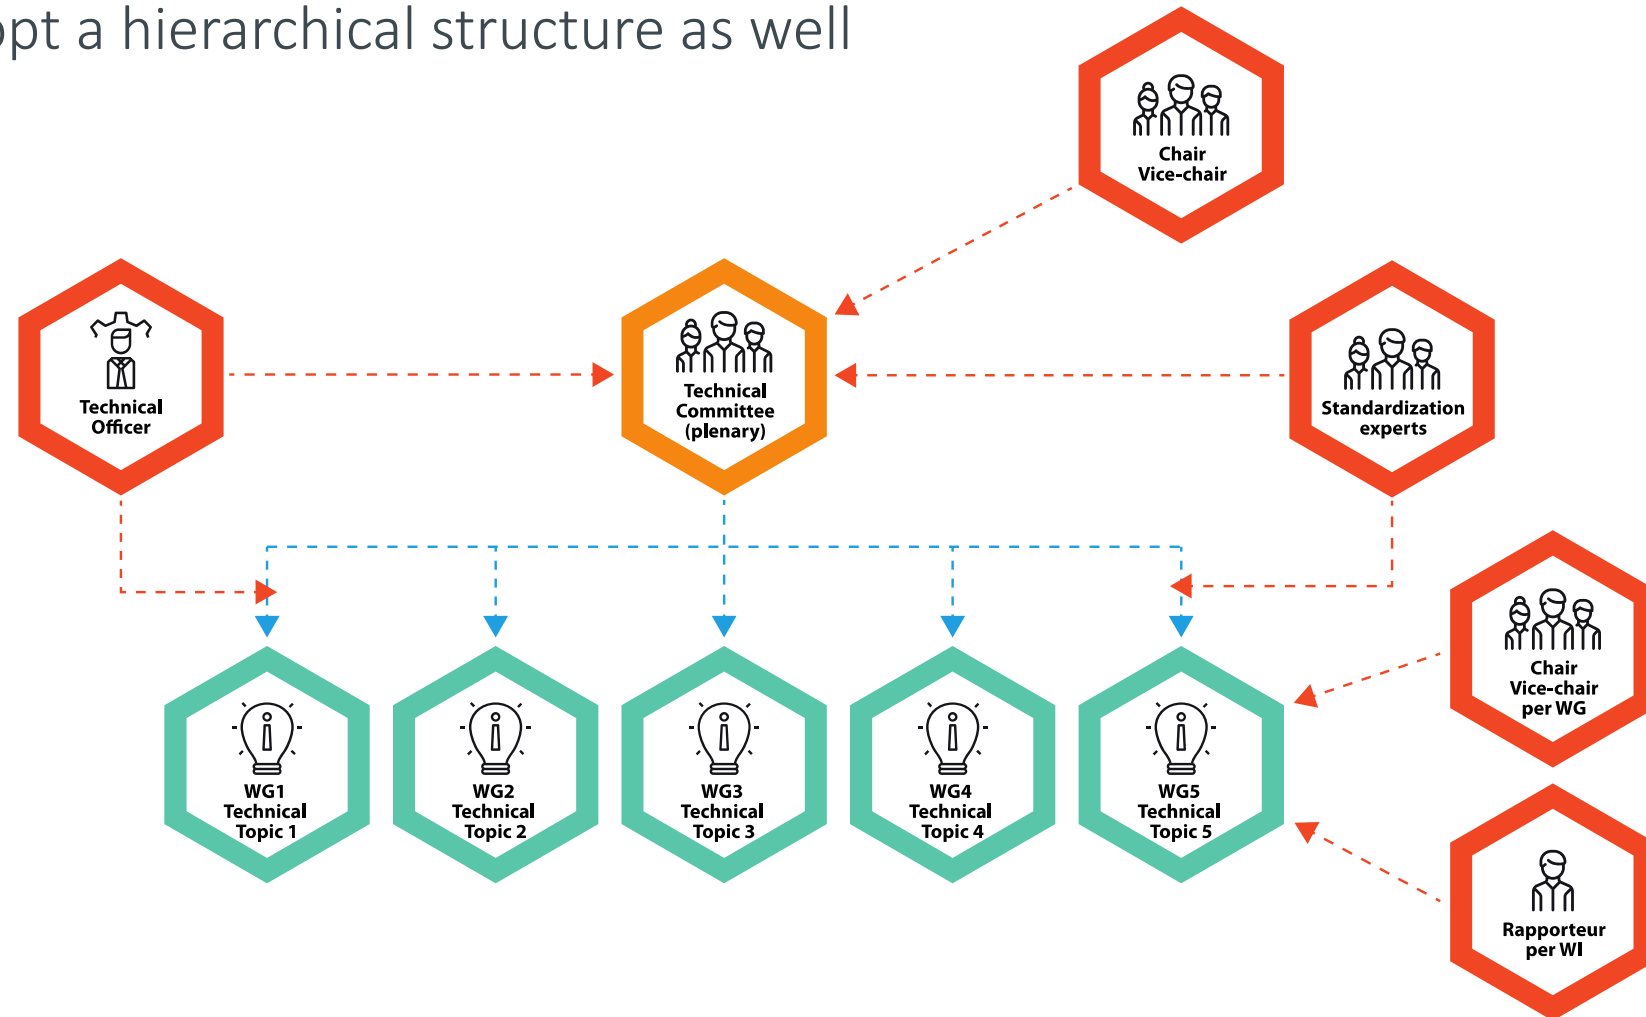 opt a hierarchical structure as well
Chair
Vice-chair
Technical
Officer
Technical
Committee
(plenary)
Standardization
experts
Chair
Vice-chair
per WG
WG1
Technical
Topic 1
WG2
Technical
Topic 2
WG3
Technical
Topic 3
WG4
Technical
Topic 4
WG5
Technical
Topic 5
Rapporteur
per WI